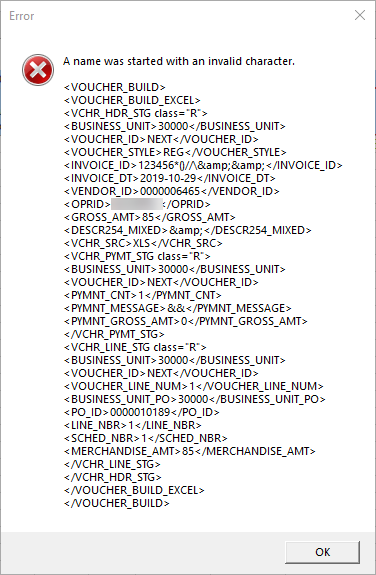 Error
A name was started with an invalid character.
<VOUCHER_BUILD>
<VOUCHER_BUILD_EXCEL>
<VCHR_HDR_STG class="R">
<BUSINESS_UNIT>30000</BUSINESS_UNIT>
<VOUCHER_ID>NEXT</VOUCHER_ID>
<VOUCHER_STYLE>REG</VOUCHER_STYLE>
<INVOICE_ID>123456*()//\&amp;&amp;</INVOICE_ID>
<INVOICE_DT>2019-10-29</INVOICE_DT>
<VENDOR_ID>0000006465</VENDOR_ID>
<OPRID></OPRID>
<GROSS_AMT>85</GROSS_AMT>
<DESCR254_MIXED>&amp;</DESCR254_MIXED>
<VCHR_SRC>XLS</VCHR_SRC>
<VCHR_PYMT_STG class="R">
<BUSINESS_UNIT>30000</BUSINESS_UNIT>
<VOUCHER_ID>NEXT</VOUCHER_ID>
<PYMNT_CNT>1</PYMNT_CNT>
<PYMNT_MESSAGE>&&</PYMNT_MESSAGE>
<PYMNT_GROSS_AMT>0</PYMNT_GROSS_AMT>
</VCHR_PYMT_STG>
<VCHR_LINE_STG class="R">
<BUSINESS_UNIT>30000</BUSINESS_UNIT>
<VOUCHER_ID>NEXT</VOUCHER_ID>
<VOUCHER_LINE_NUM>1</VOUCHER_LINE_NUM>
<BUSINESS_UNIT_PO>30000</BUSINESS_UNIT_PO>
<PO_ID>0000010189</PO_ID>
<LINE_NBR>1</LINE_NBR>
<SCHED_NBR>1</SCHED_NBR>
<MERCHANDISE_AMT>85</MERCHANDISE_AMT>
</VCHR_LINE_STG>
</VCHR_HDR_STG>
</VOUCHER_BUILD_EXCEL>
</VOUCHER_BUILD>
OK